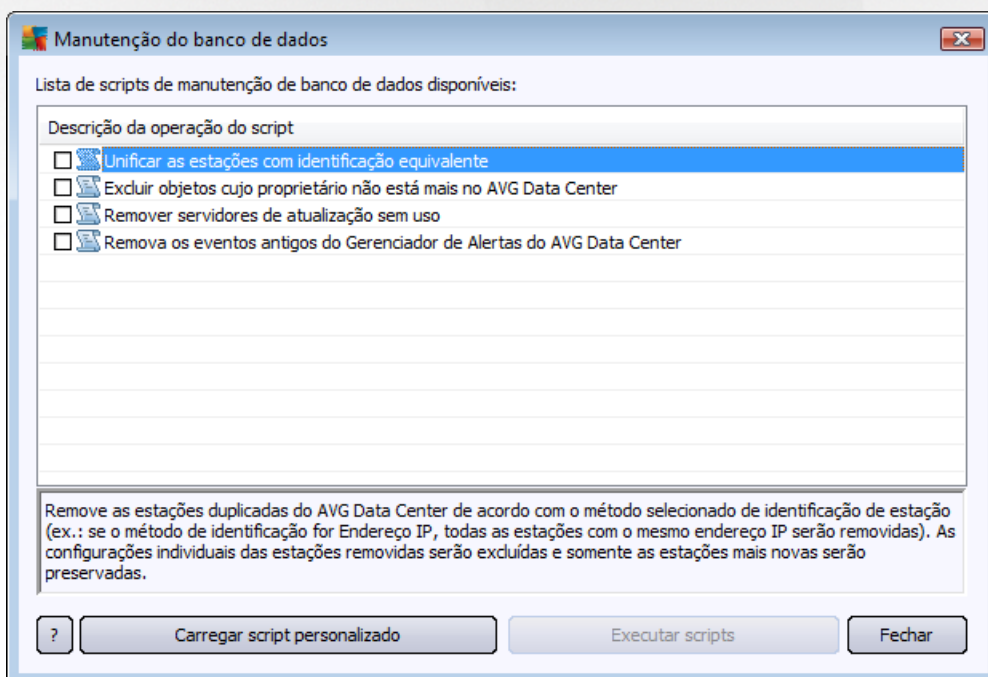 Manutenção do banco de dados
Lista de scripts de manutenção de banco de dados disponíveis:
Descrição da operação do script
Unificar as estações com identificação equivalente
Excluir objetos cujo proprietário não está mais no AVG Data Center
Remover servidores de atualização sem uso
Remova os eventos antigos do Gerenciador de Alertas do AVG Data Center
Remove as estações duplicadas do AVG Data Center de acordo com o método selecionado de identificação de estação
(ex.: se o método de identificação for Endereço IP, todas as estações com o mesmo endereço IP serão removidas). As
configurações individuais das estações removidas serão excluídas e somente as estações mais novas serão
preservadas.
? Carregar script personalizado Executar scripts Fechar